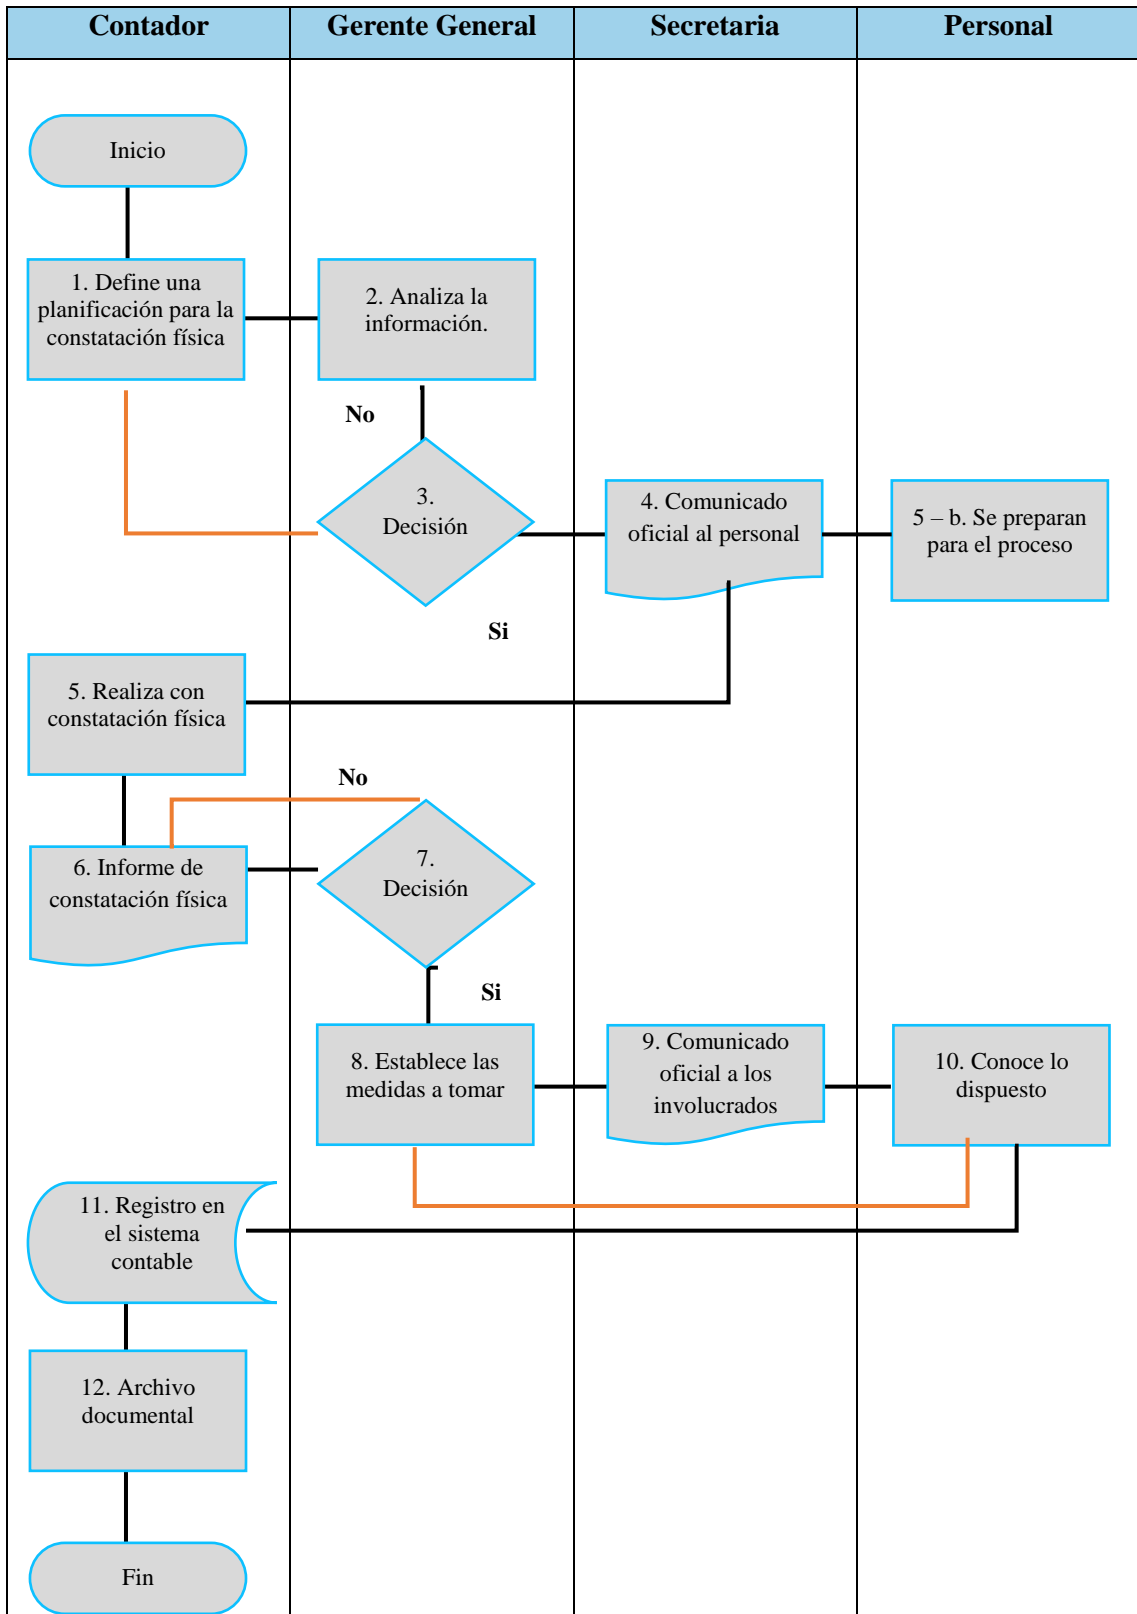 Contador
Gerente General
Secretaria
Personal
Inicio
1. Define una
planificación para la
constatación física
2. Analiza la
información.
No
3.
Decisión
4. Comunicado
oficial al personal
5 – b. Se preparan
para el proceso
Si
5. Realiza con
constatación física
No
6. Informe de
constatación física
7.
Decisión
Si
8. Establece las
medidas a tomar
9. Comunicado
oficial a los
involucrados
10. Conoce lo
dispuesto
11. Registro en
el sistema
contable
12. Archivo
documental
Fin